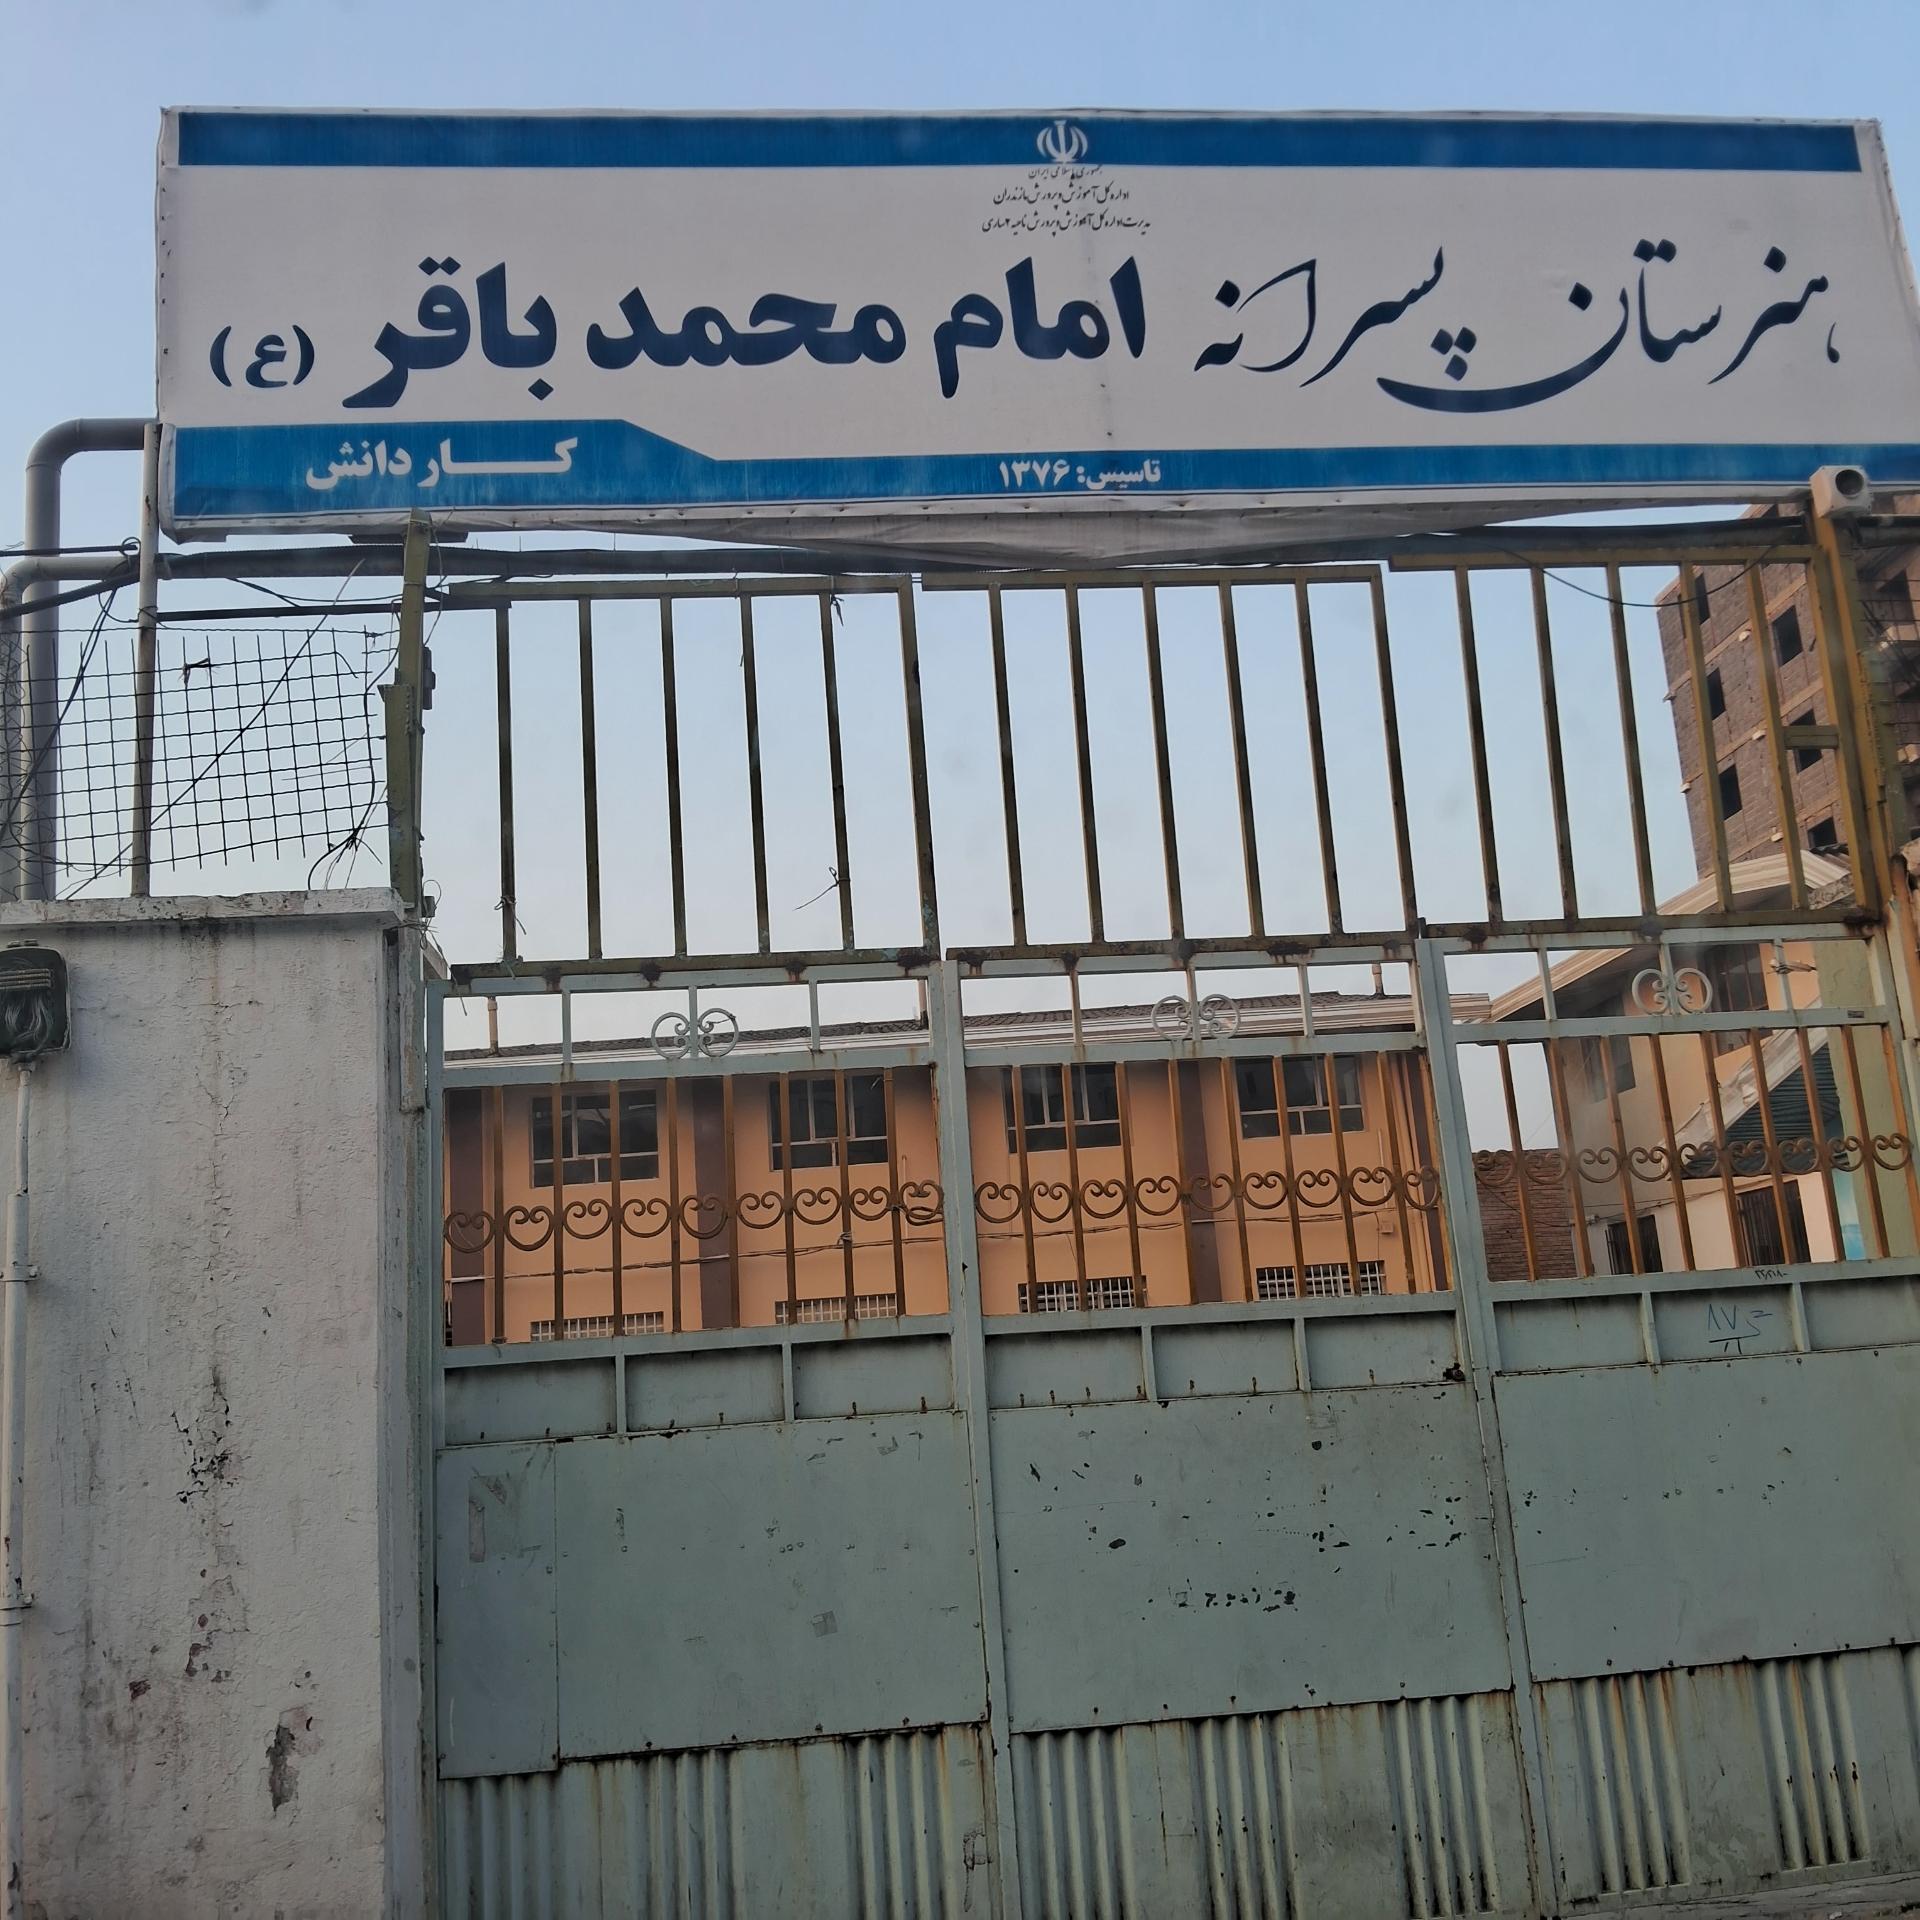 جمهوری اسلامی ایران
اداره کل آموزش و پرورش مازندران
مدیریت اداره کل آموزش و پرورش ناحیه ۲ ساری
هنرستان پسرانه امام محمد باقر (ع)
تاسیس: ۱۳۷۶
کار دانش